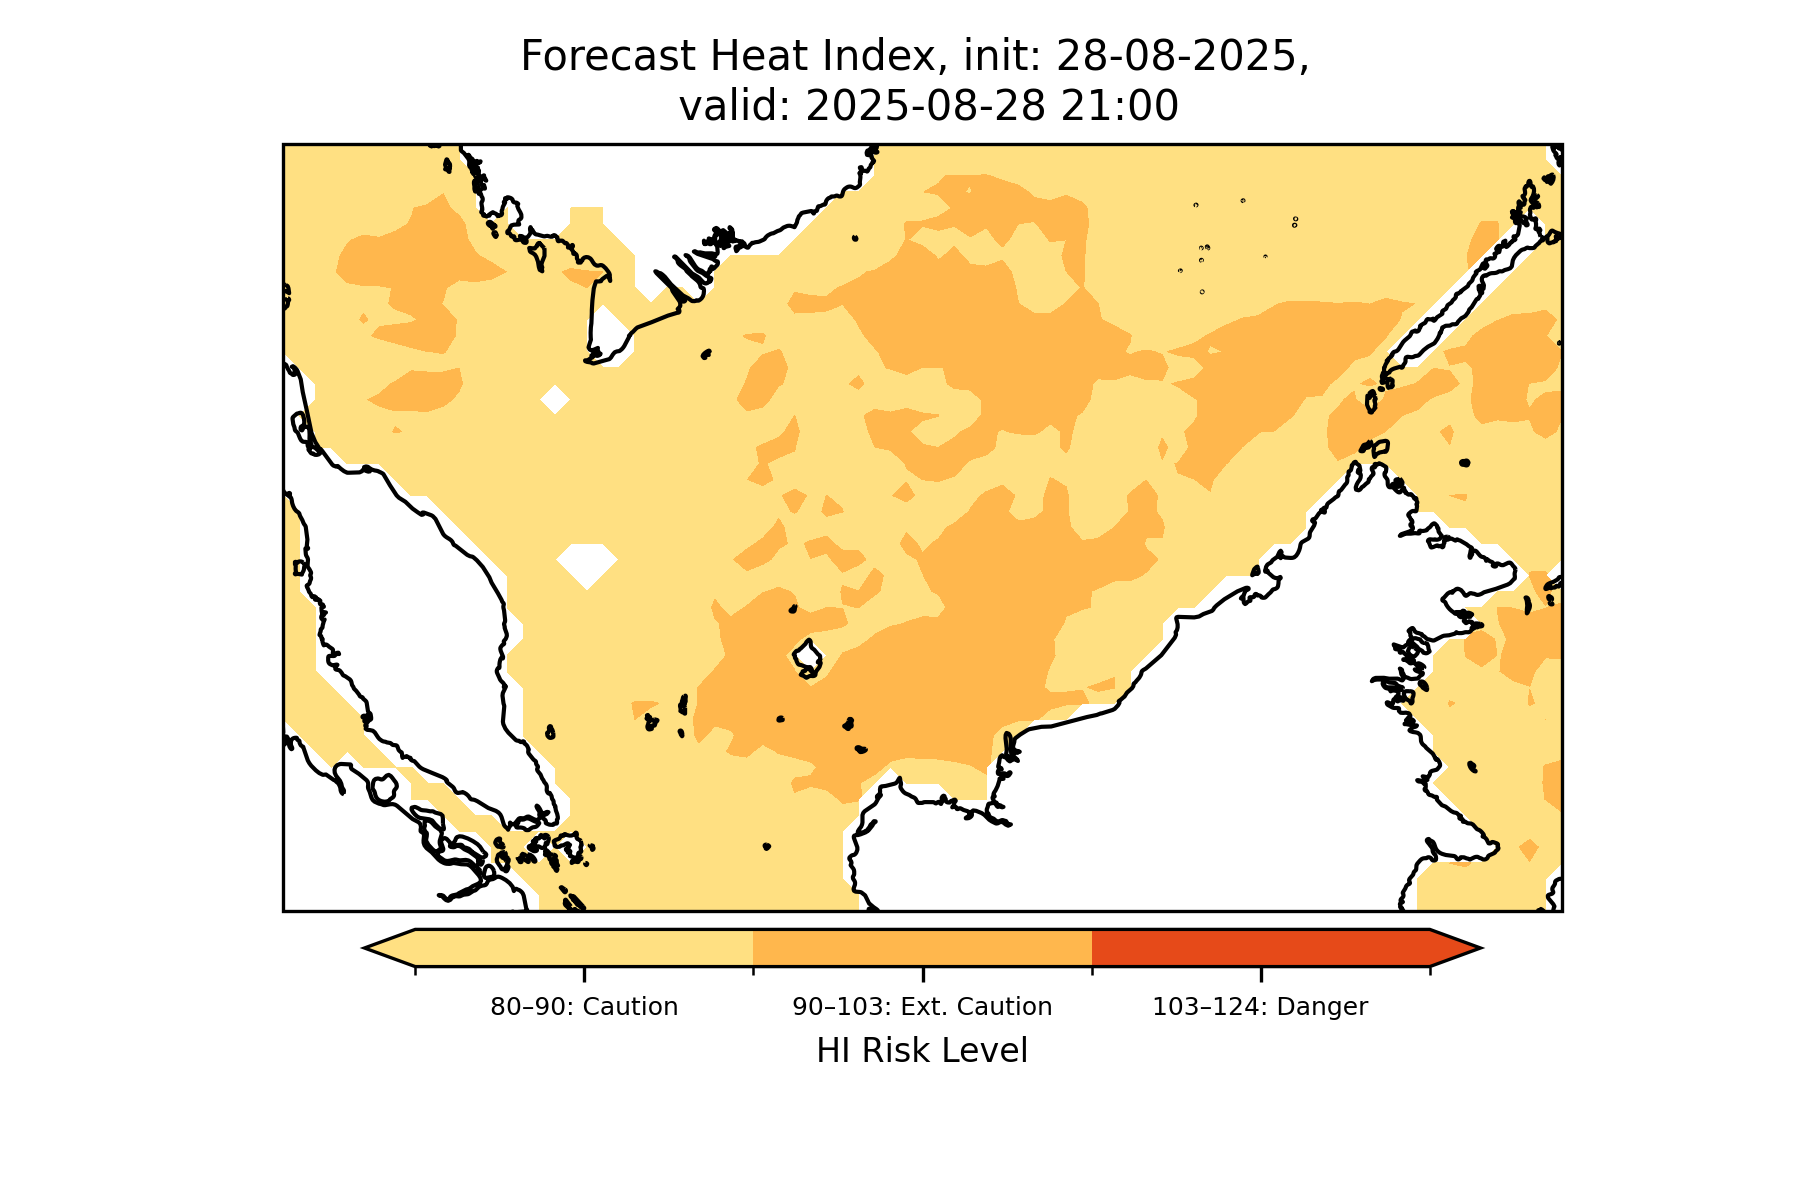 Forecast Heat Index, init: 28-08-2025,
valid: 2025-08-28 21:00
80–90: Caution
90–103: Ext. Caution
103–124: Danger
HI Risk Level